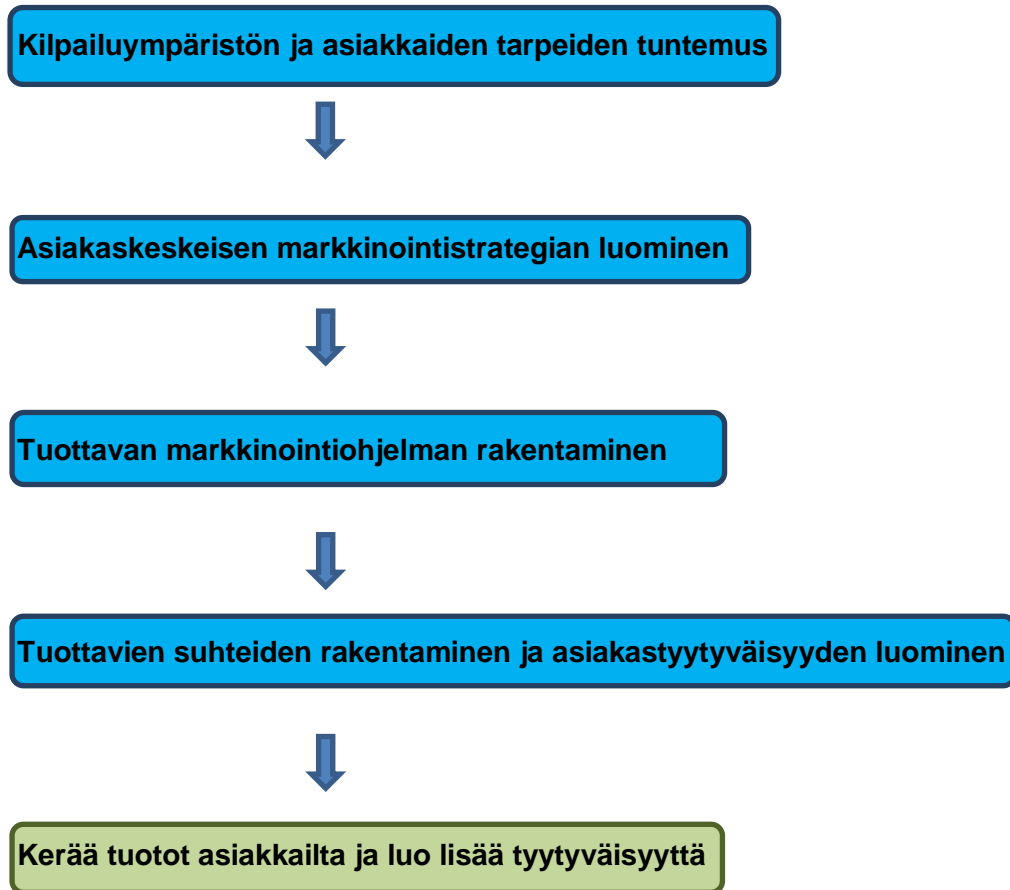 Kilpailuympäristön ja asiakkaiden tarpeiden tuntemus
Asiakaskeskeisen markkinointistrategian luominen
Tuottavan markkinointiohjelman rakentaminen
Tuottavien suhteiden rakentaminen ja asiakastyytyväisyyden luominen
Kerää tuotot asiakkailta ja luo lisää tyytyväisyyttä